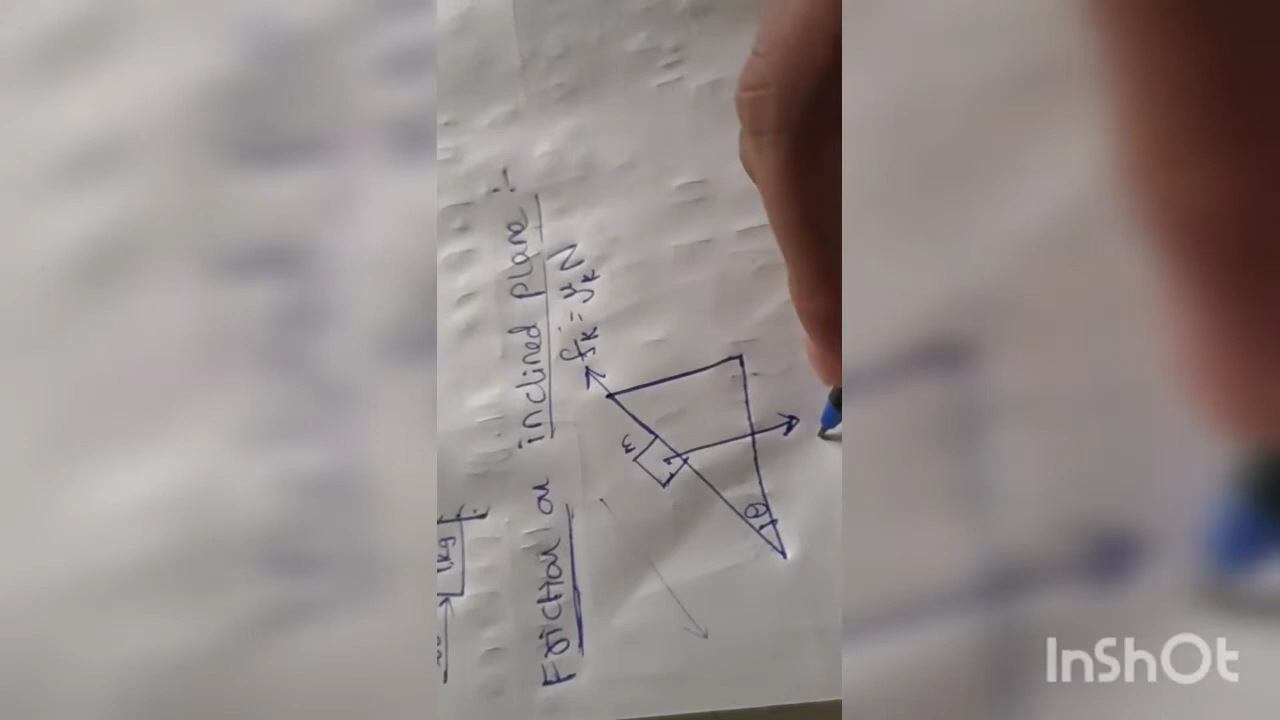 1kg
Friction on inclined plane :-
fk = μk N
m
θ
InShOt